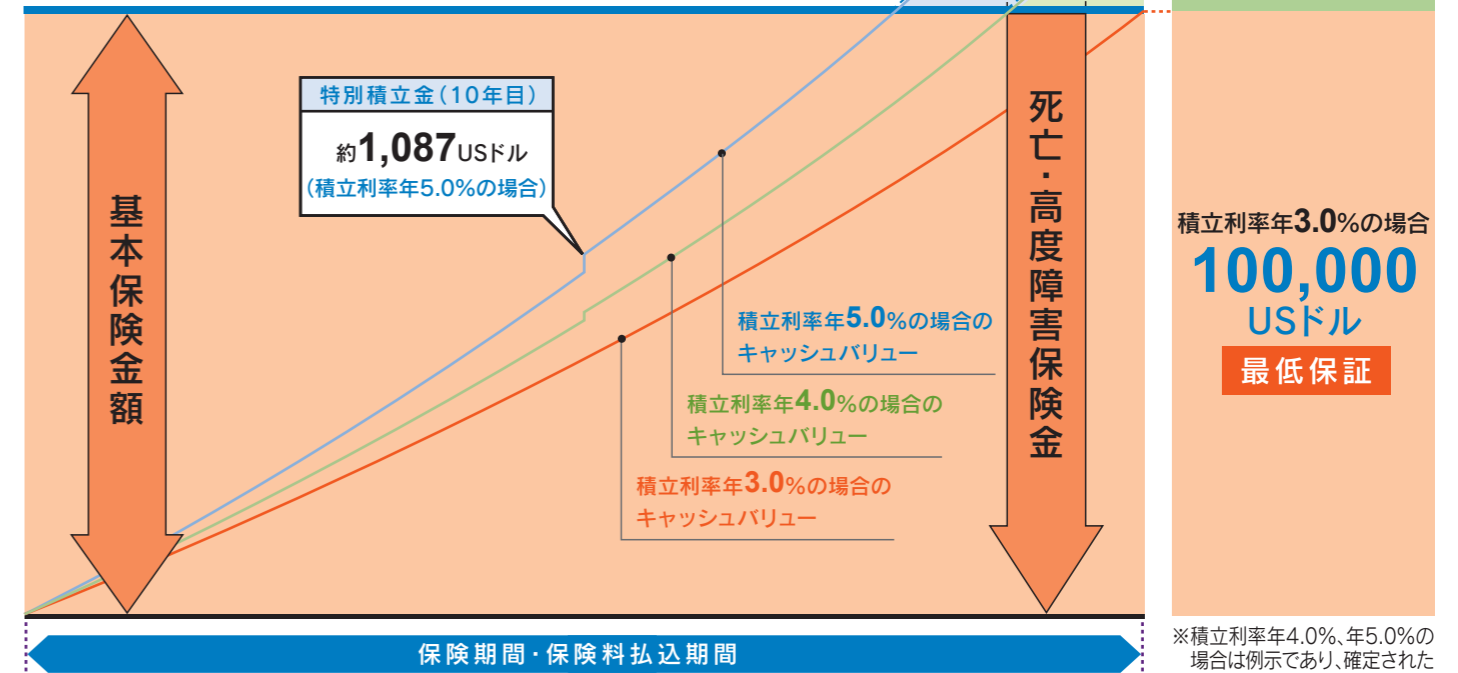 特別積立金(10年目)
約1,087USドル
(積立利率年5.0%の場合)
基本保険金額
死亡・高度障害保険金
積立利率年5.0%の場合の
キャッシュバリュー
積立利率年4.0%の場合の
キャッシュバリュー
積立利率年3.0%の場合の
キャッシュバリュー
保険期間・保険料払込期間
積立利率年3.0%の場合
100,000
USドル
最低保証
※積立利率年4.0%、年5.0%の
場合は例示であり、確定された